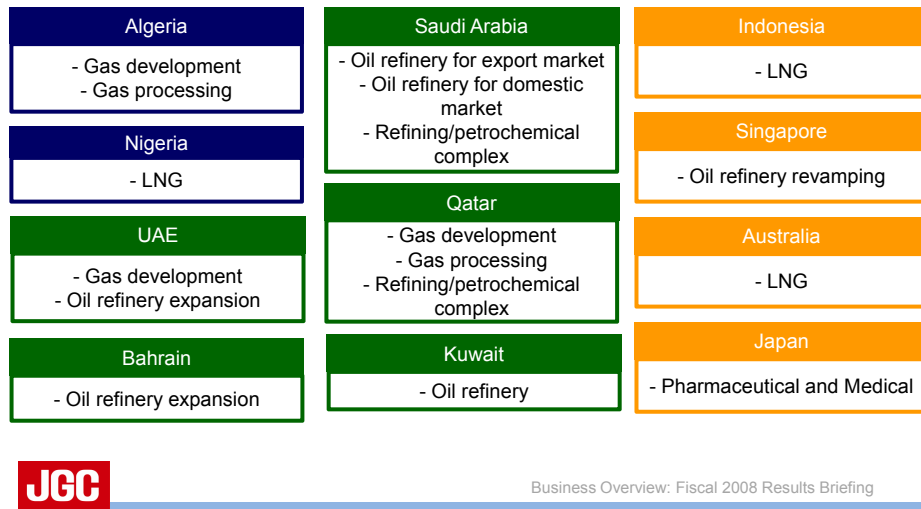 Algeria
- Gas development
- Gas processing
Nigeria
- LNG
UAE
- Gas development
- Oil refinery expansion
Bahrain
- Oil refinery expansion
Saudi Arabia
- Oil refinery for export market
- Oil refinery for domestic
market
- Refining/petrochemical
complex
Qatar
- Gas development
- Gas processing
- Refining/petrochemical
complex
Kuwait
- Oil refinery
Indonesia
- LNG
Singapore
- Oil refinery revamping
Australia
- LNG
Japan
- Pharmaceutical and Medical
JGC
Business Overview: Fiscal 2008 Results Briefing